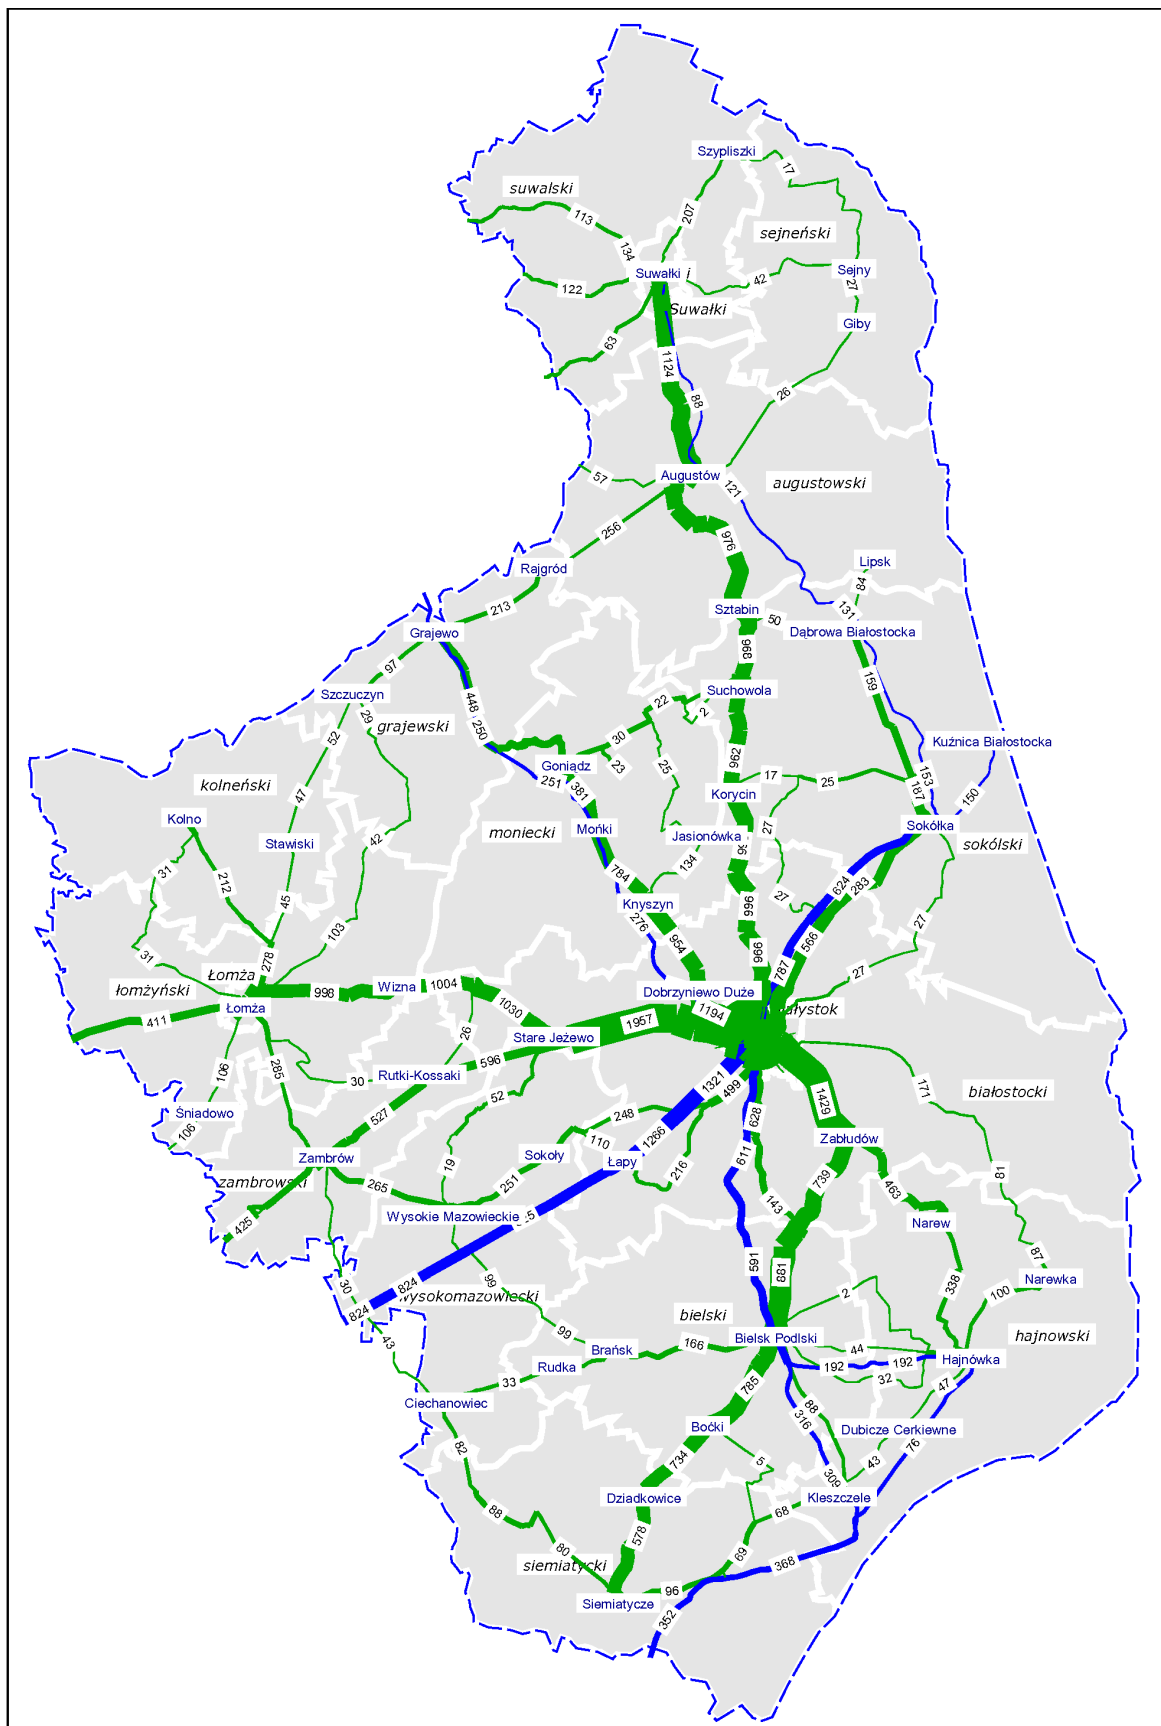 Szypliszki
17
suwalski
113
207
sejneński
134
Suwałki
i
42
Sejny
27
122
Suwałki
Giby
63
1124
88
26
57
Augustów
121
augustowski
976
256
Rajgród
Lipsk
84
213
Sztabin
50
131
Grajewo
Dąbrowa Białostocka
968
97
159
Szczuczyn
448
22
Suchowola
2
29
grajewski
250
30
52
Kuźnica Białostocka
962
Goniądz
23
25
251
17
25
153
kolneński
381
187
150
47
Korycin
Kolno
moniecki
Mońki
27
Sokółka
Stawiski
42
Jasionówka
sokólski
134
31
212
784
624
283
45
Knyszyn
27
996
276
103
566
27
31
954
278
966
787
27
Łomża
łomżyński
998
Wizna
1004
Dobrzyniewo Duże
Łomża
1030
1194
411
1957
26
Stare Jeżewo
596
106
285
30
Rutki-Kossaki
1321
499
171
białostocki
52
1429
Śniadowo
527
248
628
106
110
1266
Zabłudów
611
Zambrów
Sokoły
Łapy
19
216
739
81
zambrowski
265
251
463
143
Narew
425
Wysokie Mazowieckie
591
881
87
Narewka
824
30
99
338
100
824
wysokomazowiecki
2
bielski
43
99
Bielsk Podlski
hajnowski
Brańsk
166
44
Hajnówka
Rudka
192
192
33
32
47
785
Ciechanowiec
88
316
Boćki
Dubicze Cerkiewne
82
76
734
5
43
309
Dziadkowice
Kleszczele
88
68
578
80
69
siemiatycki
368
96
Siemiatycze
352